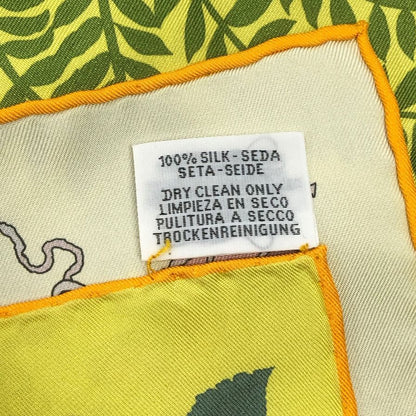 100% SILK - SEDA
SETA - SEIDE
DRY CLEAN ONLY
LIMPIEZA EN SECO
PULITURA A SECCO
TROCKENREINIGUNG